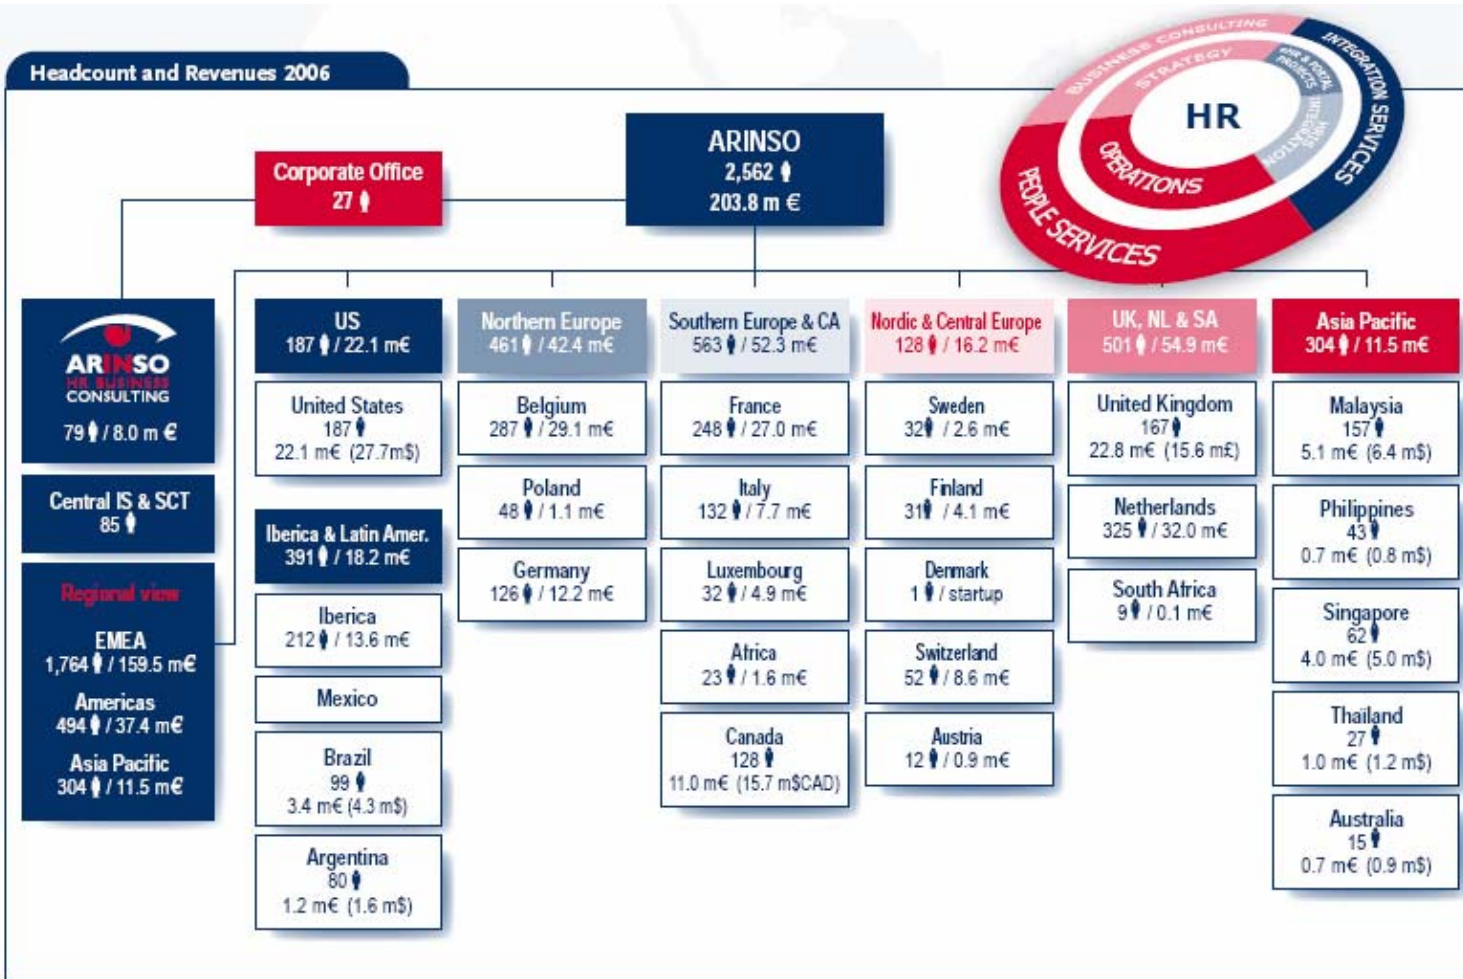 Headcount and Revenues 2006
BUSINESS CONSULTING
STRATEGY
INTEGRATION SERVICES
HR
OPERATIONS
PEOPLE SERVICES
& PORTAL
PROJECTS
INTEGRATION
ARINSO
2,562
203.8 m €
Corporate Office
27
ARINSO
HR BUSINESS
CONSULTING
79 / 8.0 m €
Central IS & SCT
85
Regional view
EMEA
1,764 / 159.5 m€
Americas
494 / 37.4 m€
Asia Pacific
304 / 11.5 m€
US
187 / 22.1 m€
United States
187
22.1 m€ (27.7m$)
Iberica & Latin Amer.
391 / 18.2 m€
Iberica
212 / 13.6 m€
Mexico
Brazil
99
3.4 m€ (4.3 m$)
Argentina
80
1.2 m€ (1.6 m$)
Northern Europe
461 / 42.4 m€
Belgium
287 / 29.1 m€
Poland
48 / 1.1 m€
Germany
126 / 12.2 m€
Southern Europe & CA
563 / 52.3 m€
France
248 / 27.0 m€
Italy
132 / 7.7 m€
Luxembourg
32 / 4.9 m€
Africa
23 / 1.6 m€
Canada
128
11.0 m€ (15.7 m$CAD)
Nordic & Central Europe
128 / 16.2 m€
Sweden
32 / 2.6 m€
Finland
31 / 4.1 m€
Denmark
1 / startup
Switzerland
52 / 8.6 m€
Austria
12 / 0.9 m€
UK, NL & SA
501 / 54.9 m€
United Kingdom
167
22.8 m€ (15.6 m£)
Netherlands
325 / 32.0 m€
South Africa
9 / 0.1 m€
Asia Pacific
304 / 11.5 m€
Malaysia
157
5.1 m€ (6.4 m$)
Philippines
43
0.7 m€ (0.8 m$)
Singapore
62
4.0 m€ (5.0 m$)
Thaïland
27
1.0 m€ (1.2 m$)
Australia
15
0.7 m€ (0.9 m$)